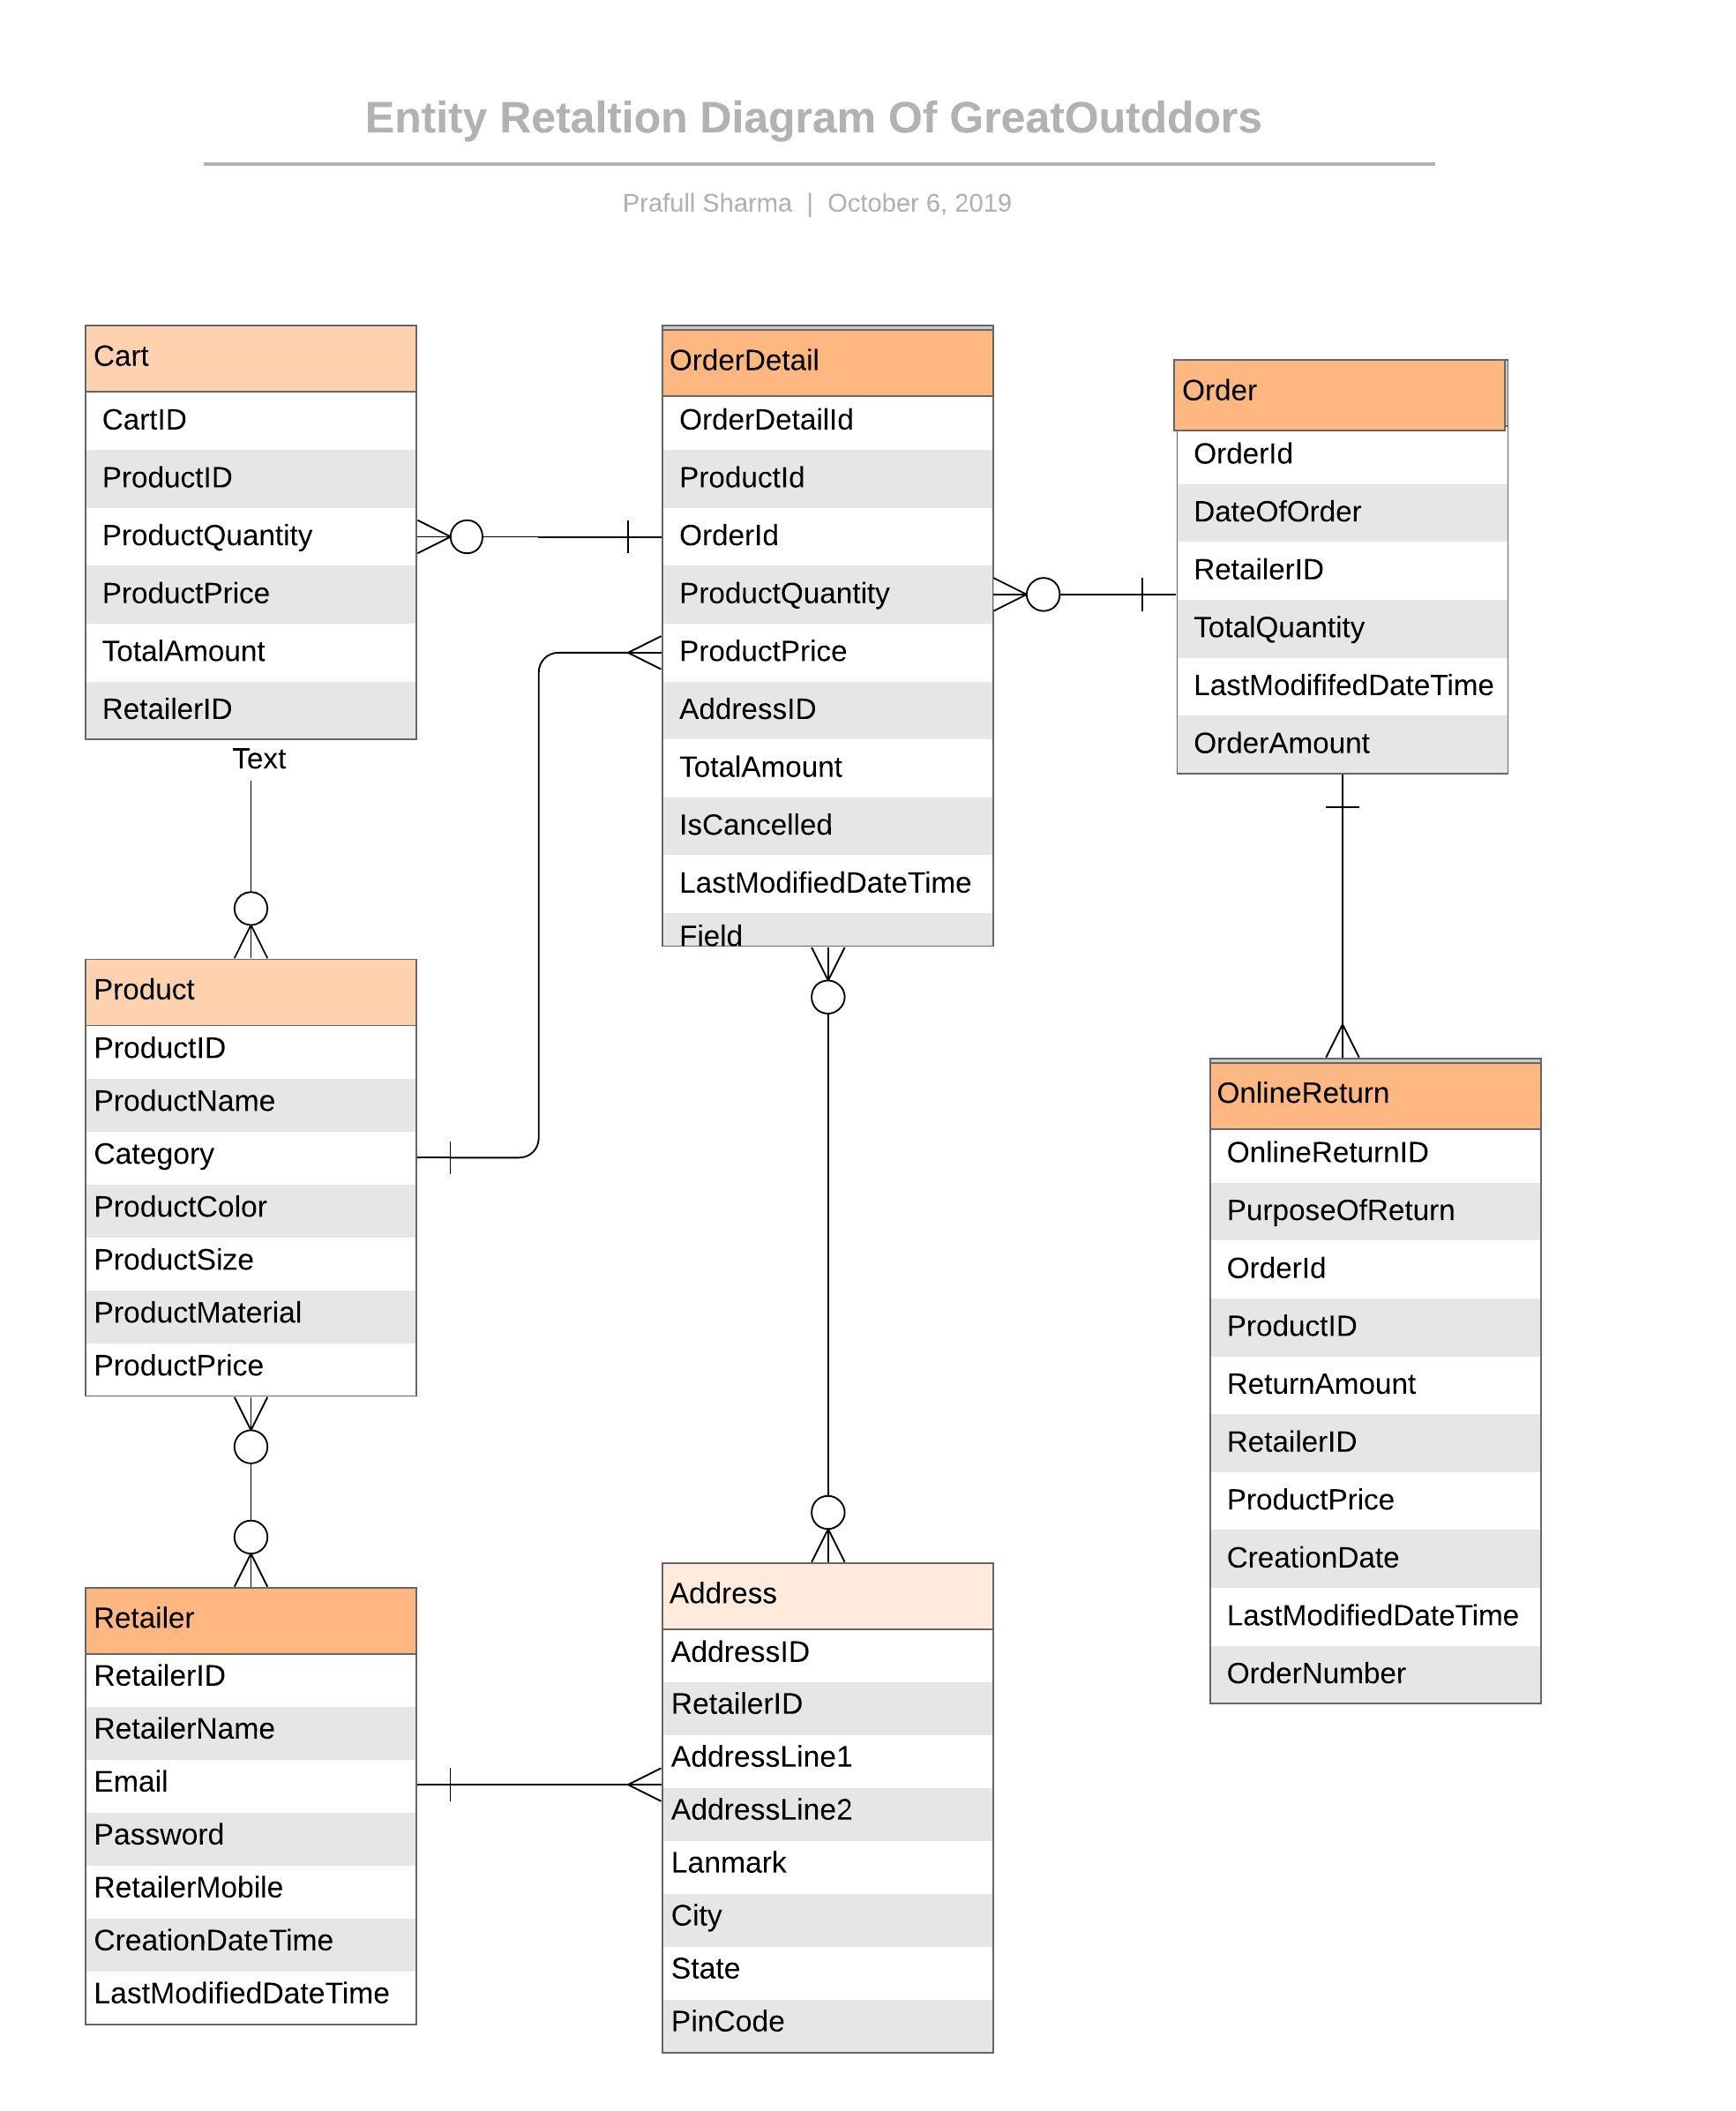 Entity Retaltion Diagram Of GreatOutddors
Prafull Sharma | October 6, 2019
Cart
CartID
ProductID
ProductQuantity
ProductPrice
TotalAmount
RetailerID
Text
OrderDetail
OrderDetailId
ProductId
OrderId
ProductQuantity
ProductPrice
AddressID
TotalAmount
IsCancelled
LastModifiedDateTime
Field
Order
OrderId
DateOfOrder
RetailerID
TotalQuantity
LastModififedDateTime
OrderAmount
Product
ProductID
ProductName
Category
ProductColor
ProductSize
ProductMaterial
ProductPrice
OnlineReturn
OnlineReturnID
PurposeOfReturn
OrderId
ProductID
ReturnAmount
RetailerID
ProductPrice
CreationDate
LastModifiedDateTime
OrderNumber
Retailer
RetailerID
RetailerName
Email
Password
RetailerMobile
CreationDateTime
LastModifiedDateTime
Address
AddressID
RetailerID
AddressLine1
AddressLine2
Lanmark
City
State
PinCode